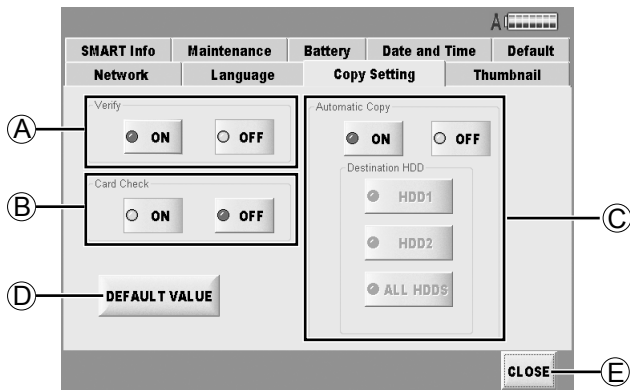 A
SMART Info Maintenance Battery Date and Time Default
Network Language Copy Setting Thumbnail
Verify
ON OFF
Card Check
ON OFF
Automatic Copy
ON OFF
Destination HDD
HDD1
HDD2
ALL HDDS
DEFAULT VALUE
CLOSE
A
B
C
D
E